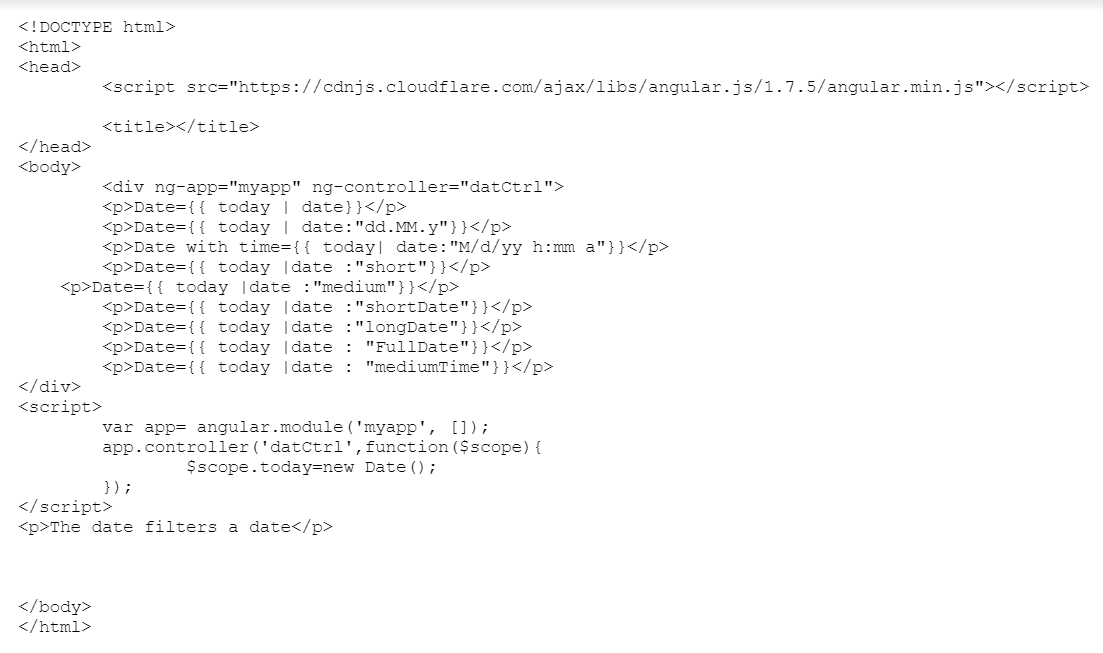 <!DOCTYPE html>
<html>
<head>
        <script src="https://cdnjs.cloudflare.com/ajax/libs/angular.js/1.7.5/angular.min.js"></script>

        <title></title>
</head>
<body>
        <div ng-app="myapp" ng-controller="datCtrl">
        <p>Date={{ today | date}}</p>
        <p>Date={{ today | date:"dd.MM.y"}}</p>
        <p>Date with time={{ today| date:"M/d/yy h:mm a"}}</p>
        <p>Date={{ today |date :"short"}}</p>
    <p>Date={{ today |date :"medium"}}</p>
        <p>Date={{ today |date :"shortDate"}}</p>
        <p>Date={{ today |date :"longDate"}}</p>
        <p>Date={{ today |date : "FullDate"}}</p>
        <p>Date={{ today |date : "mediumTime"}}</p>
</div>
<script>
        var app= angular.module('myapp', []);
        app.controller('datCtrl',function($scope){
                $scope.today=new Date();
        });
</script>
<p>The date filters a date</p>

</body>
</html>